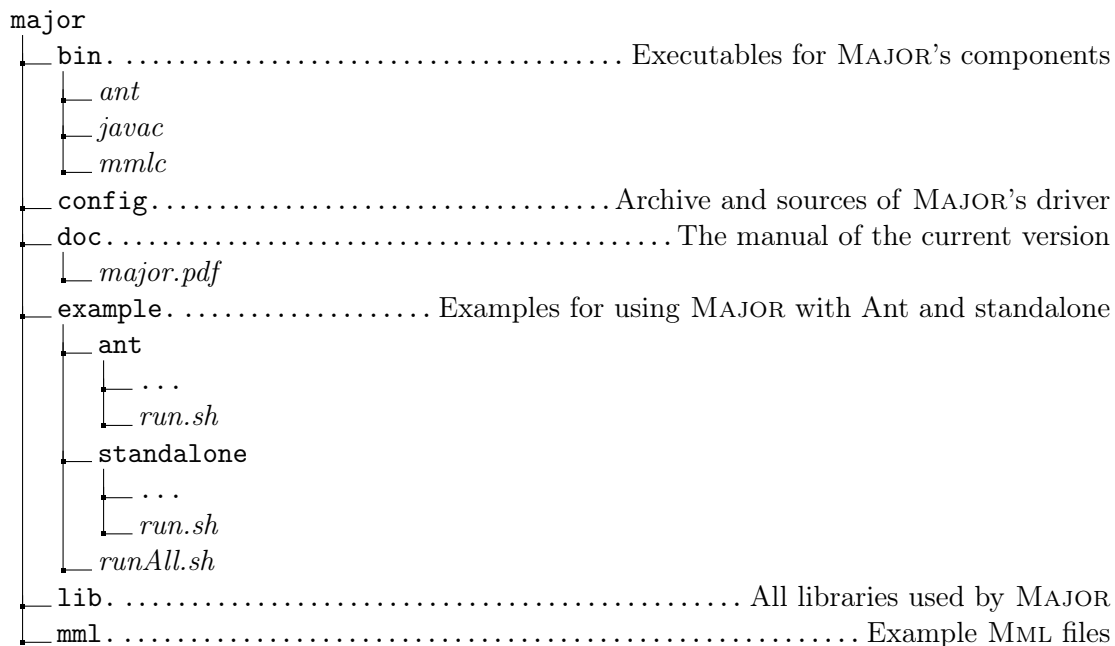 major
bin. . . . . . . . . . . . . . . . . . . . . . . . . . . . . . . . . . . . . . . Executables for MAJOR's components
ant
javac
mmlc
config. . . . . . . . . . . . . . . . . . . . . . . . . . . . . . . . . . . . . Archive and sources of MAJOR's driver
doc. . . . . . . . . . . . . . . . . . . . . . . . . . . . . . . . . . . . . . . . . . . The manual of the current version
major.pdf
example. . . . . . . . . . . . . . . . . . . Examples for using MAJOR with Ant and standalone
ant
. . .
run.sh
standalone
. . .
run.sh
runAll.sh
lib. . . . . . . . . . . . . . . . . . . . . . . . . . . . . . . . . . . . . . . . . . . . . . . . All libraries used by MAJOR
mml. . . . . . . . . . . . . . . . . . . . . . . . . . . . . . . . . . . . . . . . . . . . . . . . . . . . . . . . . Example MML files